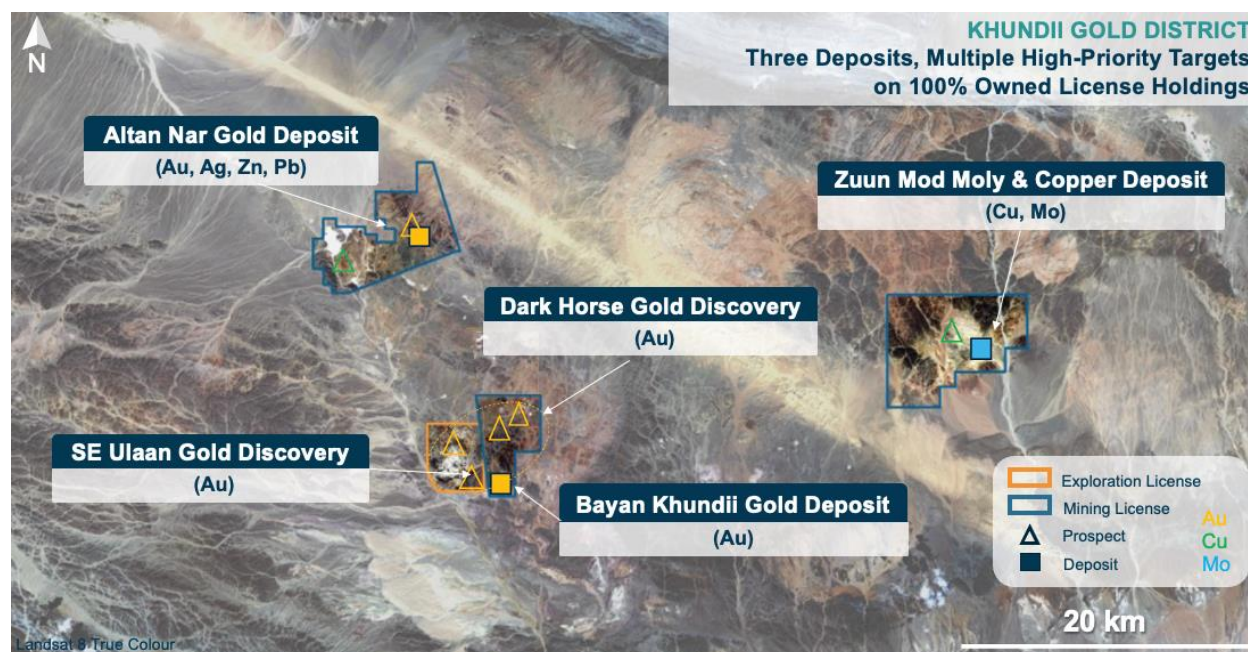 N
KHUNDII GOLD DISTRICT
Three Deposits, Multiple High-Priority Targets
on 100% Owned License Holdings
Altan Nar Gold Deposit
(Au, Ag, Zn, Pb)
Zuun Mod Moly & Copper Deposit
(Cu, Mo)
Dark Horse Gold Discovery
(Au)
SE Ulaan Gold Discovery
(Au)
Bayan Khundii Gold Deposit
(Au)
Exploration License
Mining License
Prospect
Deposit
Au
Cu
Mo
20 km
Landsat 8 True Colour